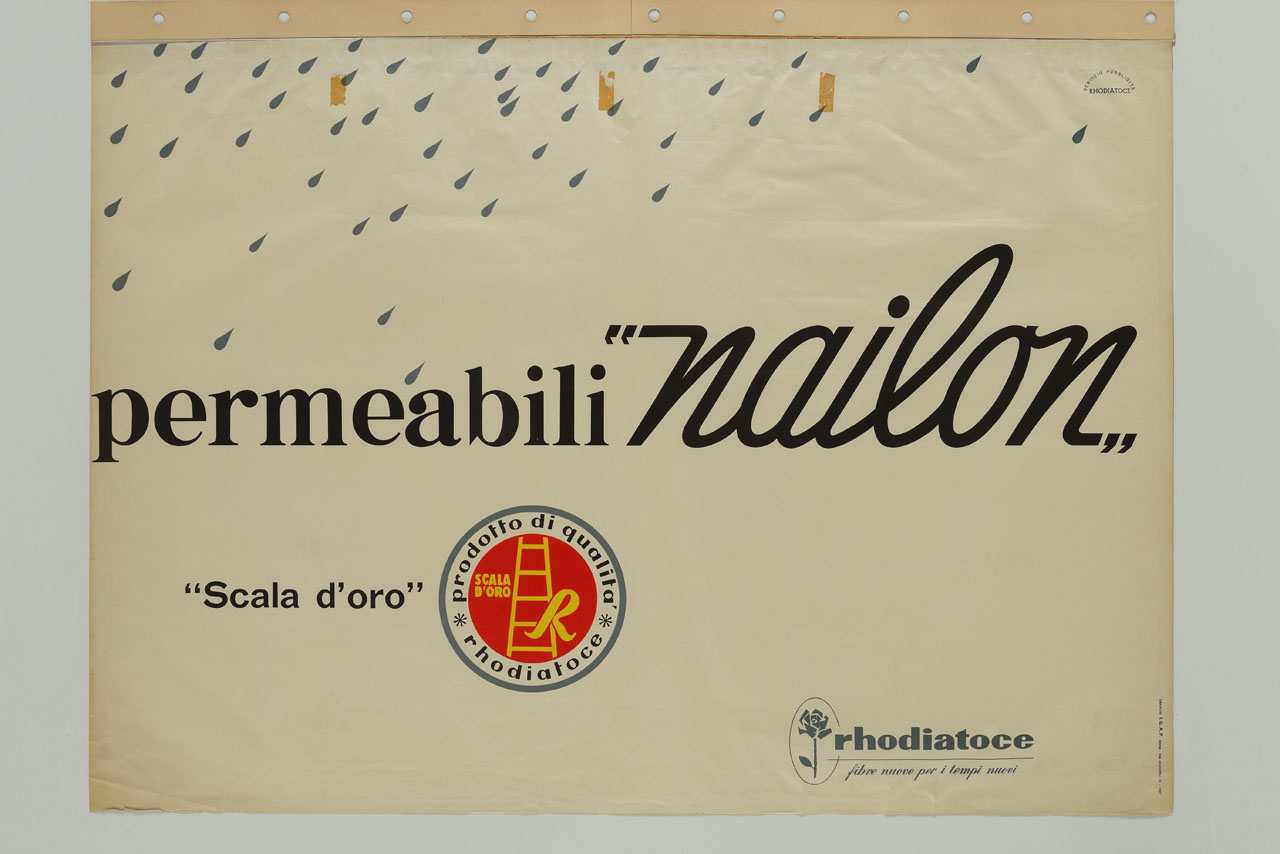 SERVIZIO PUBBLICITÀ
RHODIATOCE
permeabili “nailon„
“Scala d'oro”
prodotto di qualita'
SCALA
D'ORO
R
* rhodiatoce *
rhodiatoce
fibre nuove per i tempi nuovi